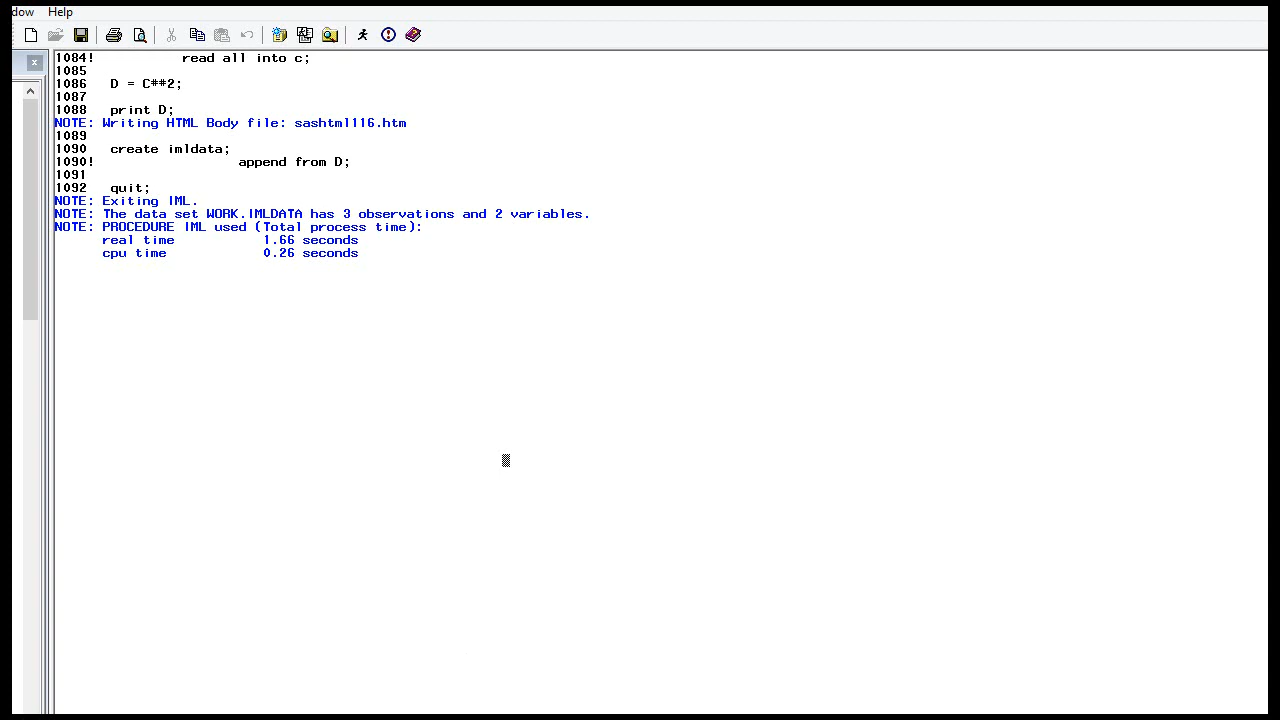 dow Help
1084! read all into c;
1085
1086 D = C**2;
1087
1088 print D;
NOTE: Writing HTML Body file: sashtml116.htm
1089
1090 create imldata;
1090! append from D;
1091
1092 quit;
NOTE: Exiting IML.
NOTE: The data set WORK.IMLDATA has 3 observations and 2 variables.
NOTE: PROCEDURE IML used (Total process time):
real time 1.66 seconds
cpu time 0.26 seconds